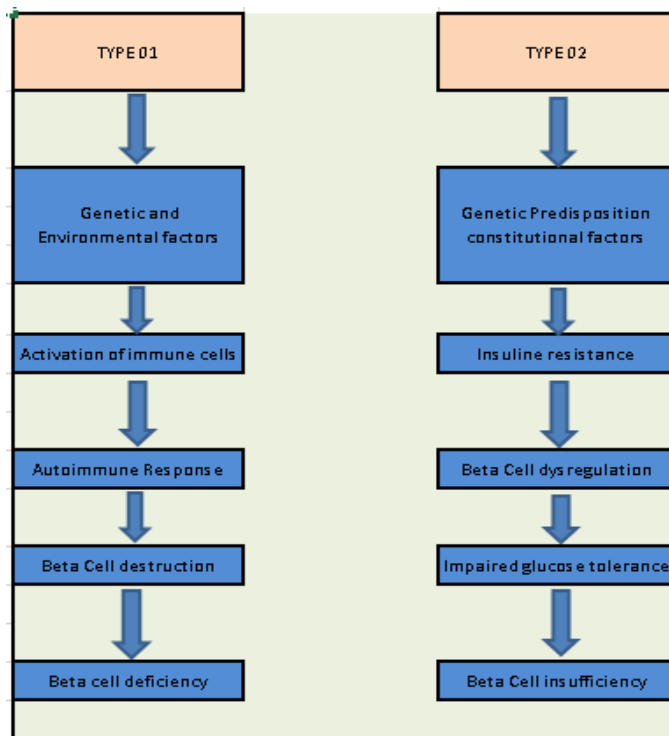 TYPE 01
Genetic and
Environmental factors
Activation of immune cells
Autoimmune Response
Beta Cell destruction
Beta cell deficiency
TYPE 02
Genetic Predisposition
constitutional factors
Insuline resistance
Beta Cell dysregulation
Impaired glucose tolerance
Beta Cell insufficiency